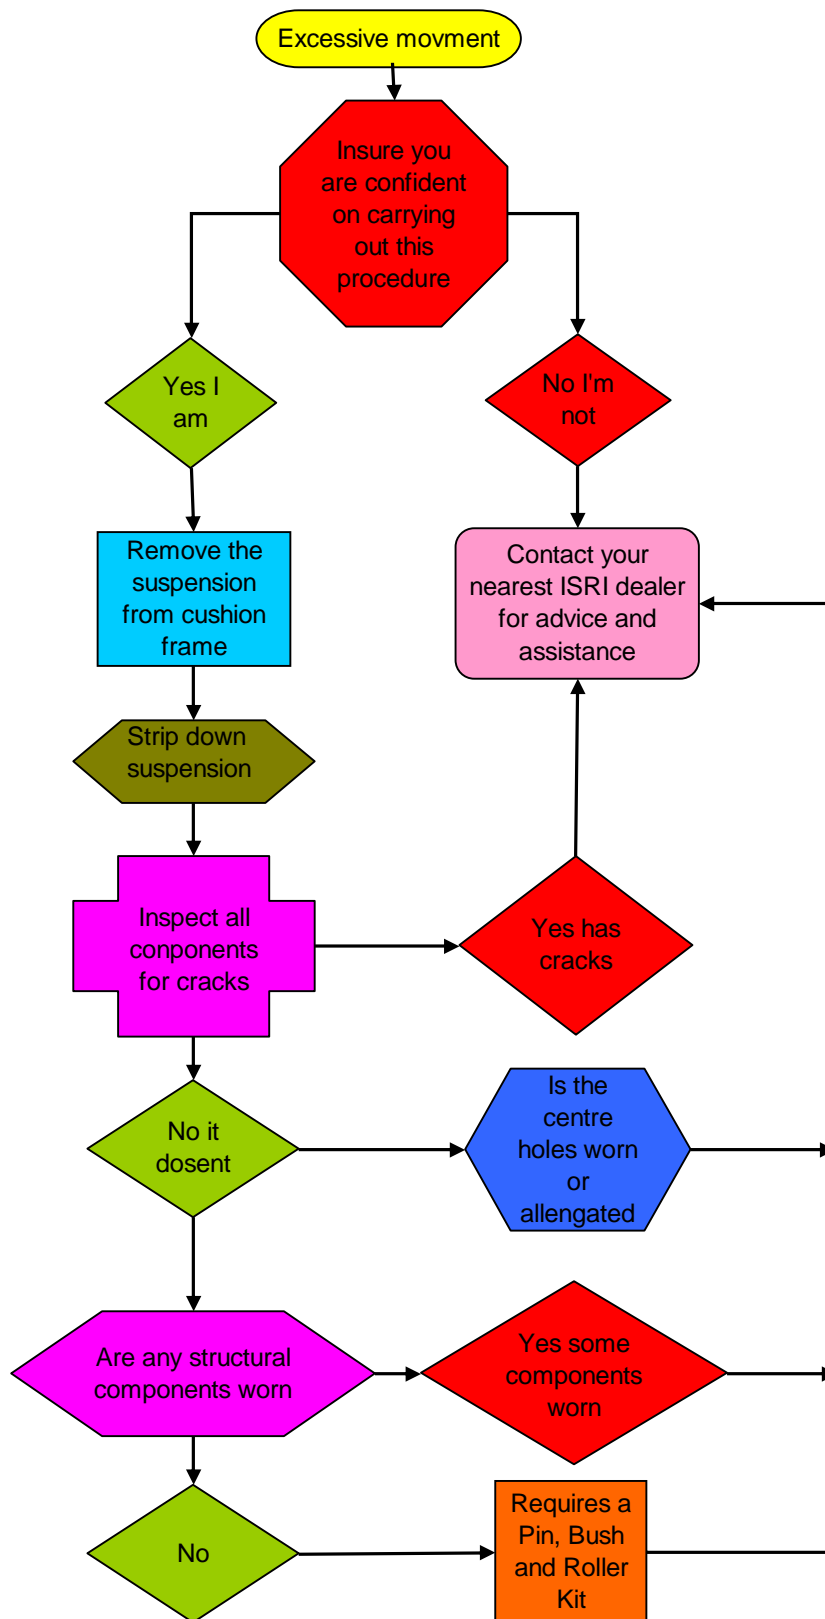 Excessive movment
Insure you
are confident
on carrying
out this
procedure
Yes I
am
No I'm
not
Remove the
suspension
from cushion
frame
Contact your
nearest ISRI dealer
for advice and
assistance
Strip down
suspension
Inspect all
conponents
for cracks
Yes has
cracks
No it
dosent
Is the
centre
holes worn
or
allengated
Are any structural
components worn
Yes some
components
worn
No
Requires a
Pin, Bush
and Roller
Kit